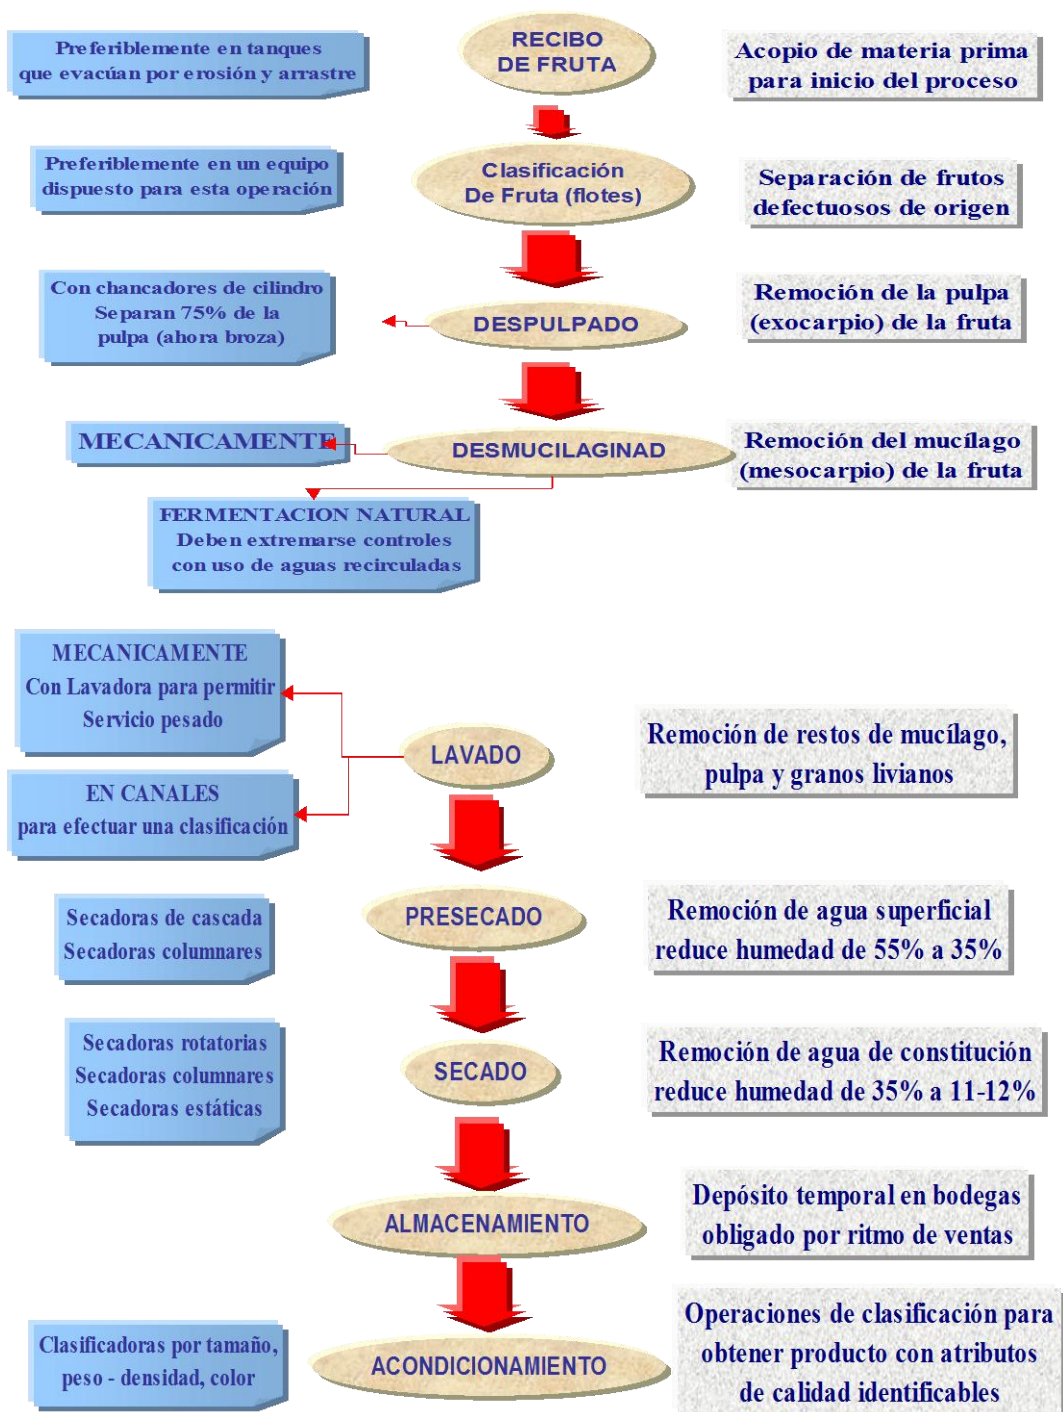 Preferiblemente en tanques
que evacúan por erosión y arrastre
RECIBO
DE FRUTA
Acopio de materia prima
para inicio del proceso
Preferiblemente en un equipo
dispuesto para esta operación
Clasificación
De Fruta (flotes)
Separación de frutos
defectuosos de origen
Con chancadores de cilindro
Separan 75% de la
pulpa (ahora broza)
DESPULPADO
Remoción de la pulpa
(exocarpio) de la fruta
MECANICAMENTE
DESMUCILAGINAD
Remoción del mucílago
(mesocarpio) de la fruta
FERMENTACION NATURAL
Deben extremarse controles
con uso de aguas recirculadas
MECANICAMENTE
Con Lavadora para permitir
Servicio pesado
EN CANALES
para efectuar una clasificación
LAVADO
Remoción de restos de mucílago,
pulpa y granos livianos
Secadoras de cascada
Secadoras columnares
PRESECADO
Remoción de agua superficial
reduce humedad de 55% a 35%
Secadoras rotatorias
Secadoras columnares
Secadoras estáticas
SECADO
Remoción de agua de constitución
reduce humedad de 35% a 11-12%
ALMACENAMIENTO
Depósito temporal en bodegas
obligado por ritmo de ventas
Clasificadoras por tamaño,
peso - densidad, color
ACONDICIONAMIENTO
Operaciones de clasificación para
obtener producto con atributos
de calidad identificables